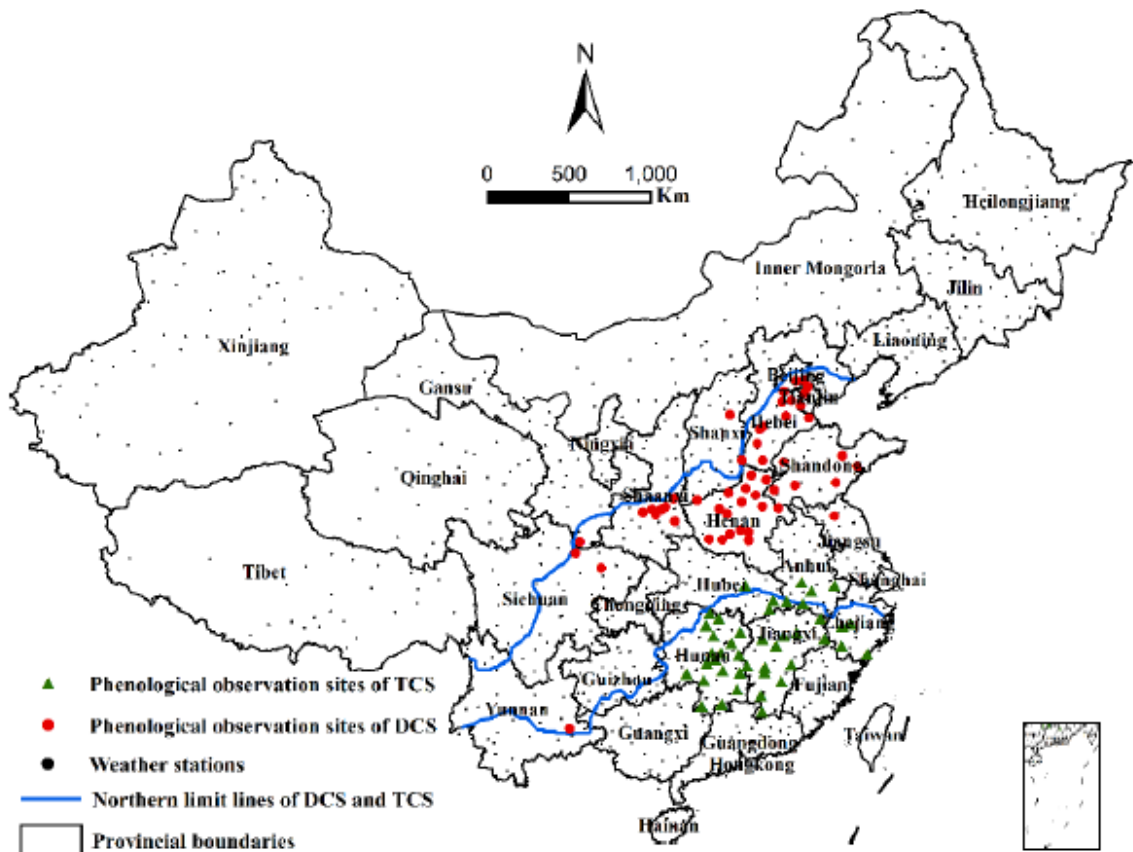 N
0 500 1,000
Km
Heilongjiang
Inner Mongoria
Jilin
Xinjiang
Liaoning
Gansu
Beijing
Tianjin
Hebei
Shanxi
Ningxia
Shandong
Qinghai
Shaanxi
Henan
Jiangsu
Tibet
Anhui
Hubei
Shanghai
Sichuan
Chongqing
Zhejiang
Jiangxi
Hunan
Guizhou
Fujian
Yunnan
Guangxi
Taiwan
Guangdong
Hongkong
Hainan
Phenological observation sites of TCS
Phenological observation sites of DCS
Weather stations
Northern limit lines of DCS and TCS
Provincial boundaries